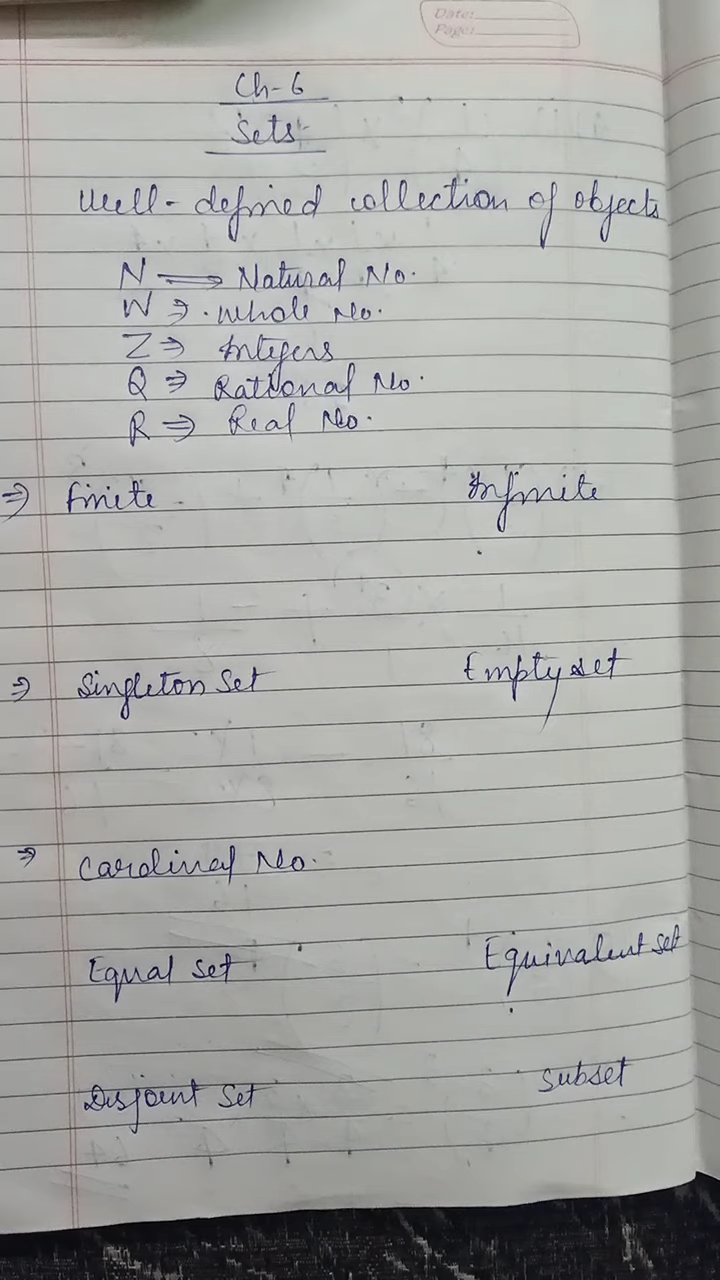 Date:
Page:
Ch-6
Sets
Well-defined collection of objects
N ⟹ Natural No.
W ⇒ Whole No.
Z ⇒ Integers
Q ⇒ Rational No.
R ⇒ Real No.
⇒ finite Infinite
⇒ Singleton Set Empty set
⇒ Cardinal No.
Equal Set Equivalent set
Disjoint Set Subset